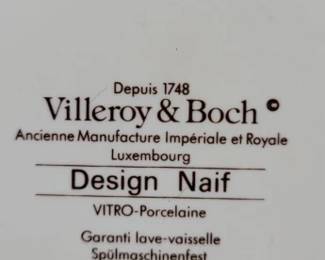 Depuis 1748
Villeroy & Boch ©
Ancienne Manufacture Impériale et Royale
Luxembourg
Design Naif
VITRO-Porcelaine
Garanti lave-vaisselle
Spülmaschinenfest